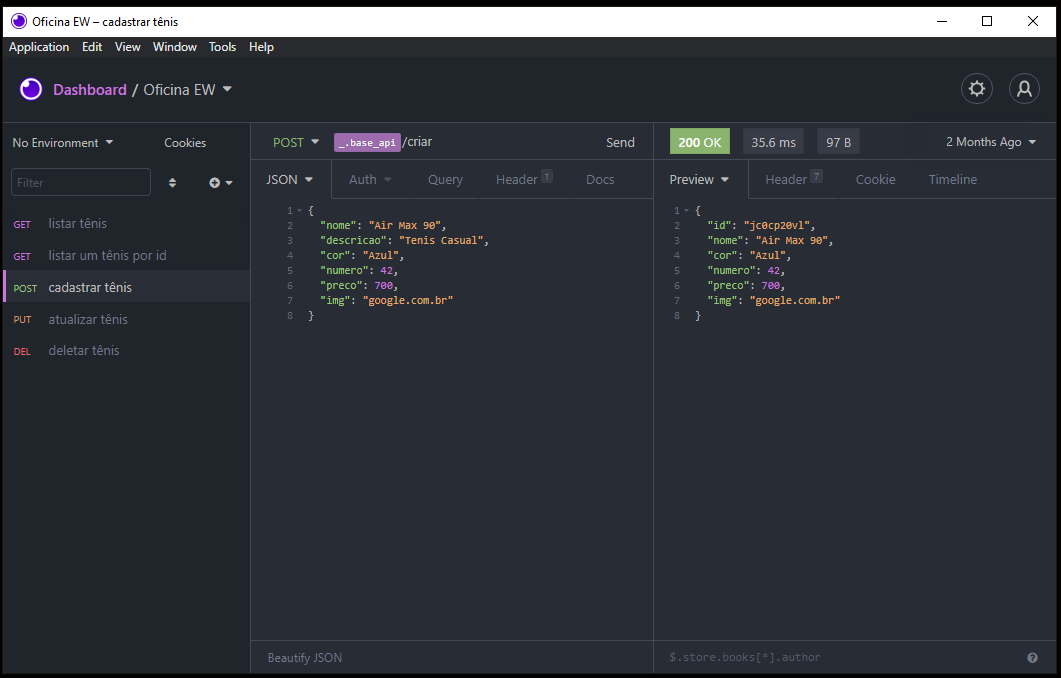 Oficina EW – cadastrar tênis
Application Edit View Window Tools Help
Dashboard / Oficina EW
No Environment Cookies
Filter
GET listar tênis
GET listar um tênis por id
POST cadastrar tênis
PUT atualizar tênis
DEL deletar tênis
POST _.base_api /criar Send
JSON Auth Query Header 1 Docs
1 {
2 "nome": "Air Max 90",
3 "descricao": "Tenis Casual",
4 "cor": "Azul",
5 "numero": 42,
6 "preco": 700,
7 "img": "google.com.br"
8 }
Beautify JSON
200 OK 35.6 ms 97 B 2 Months Ago
Preview Header 7 Cookie Timeline
1 {
2 "id": "jc0cp20vl",
3 "nome": "Air Max 90",
4 "cor": "Azul",
5 "numero": 42,
6 "preco": 700,
7 "img": "google.com.br"
8 }
$.store.books[*].author